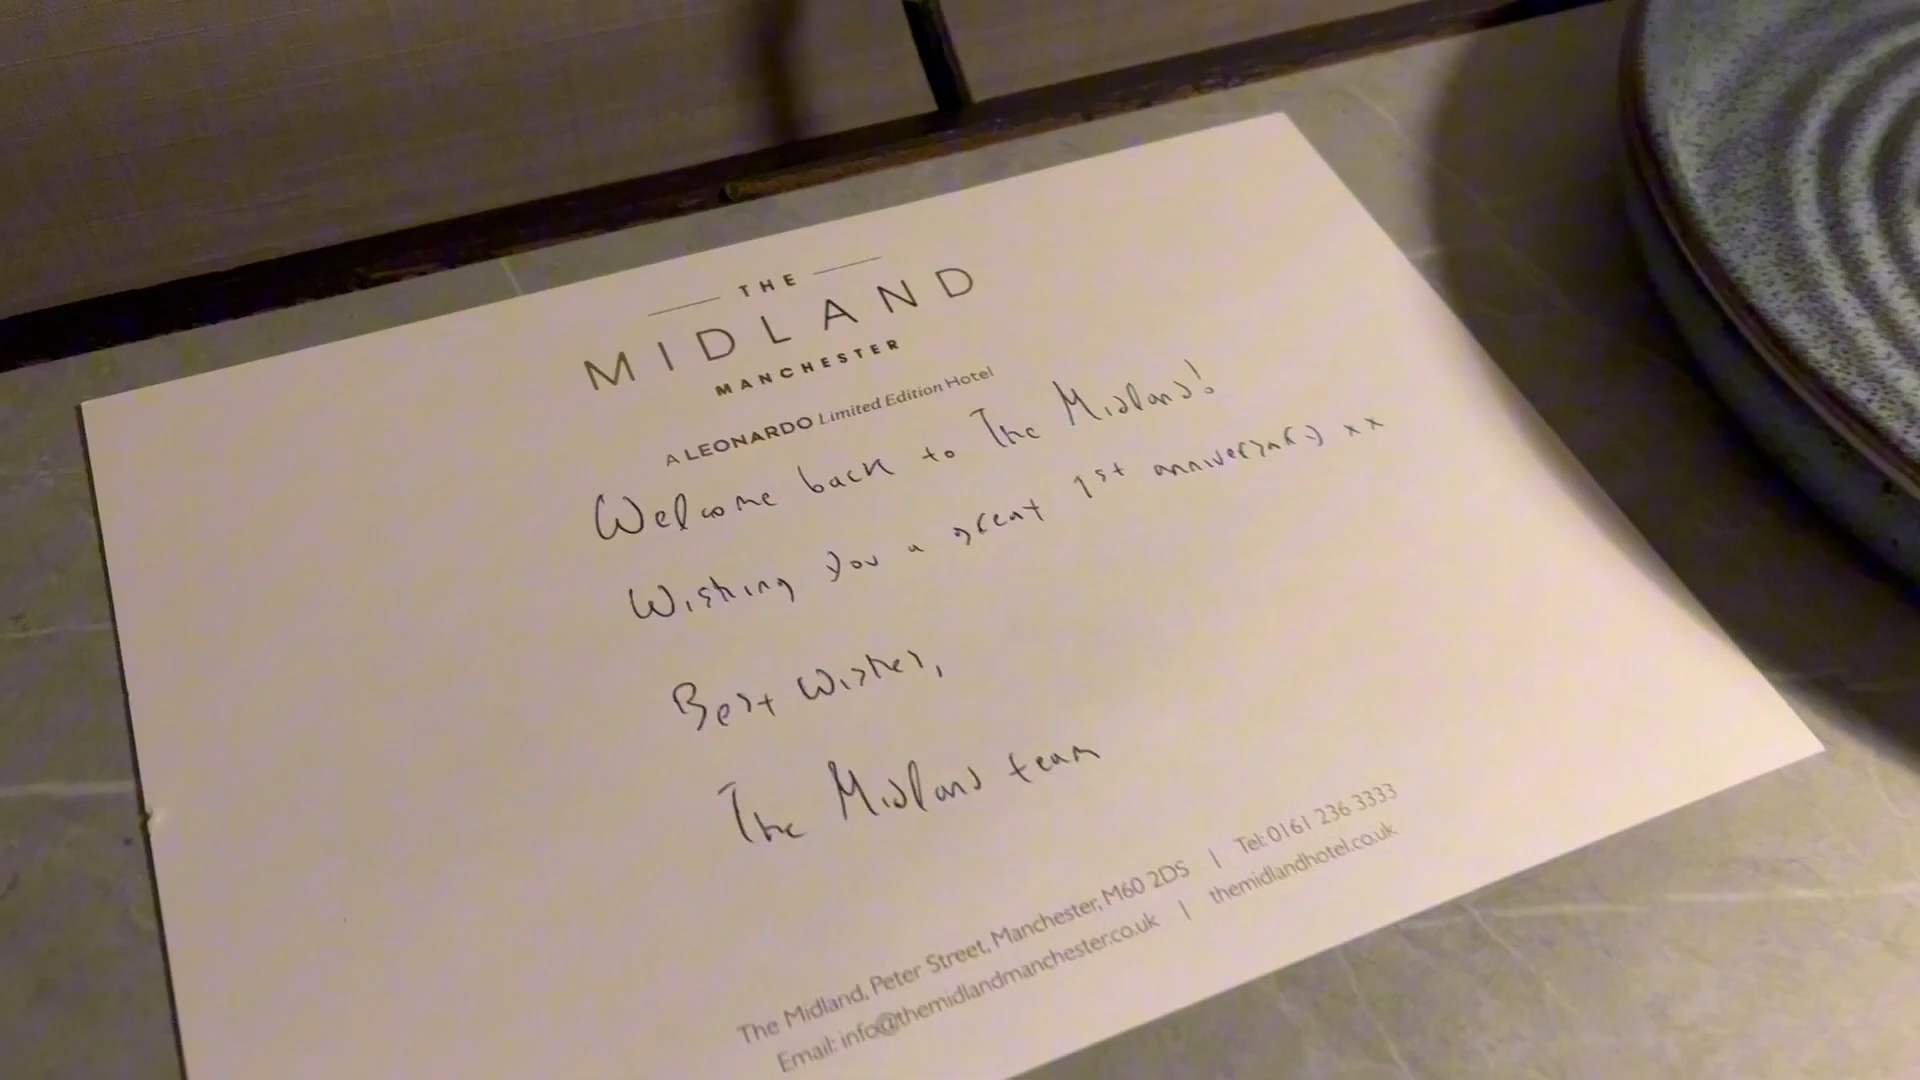 THE
MIDLAND
MANCHESTER
A LEONARDO Limited Edition Hotel
Welcome back to The Midland!
Wishing you a great 1st anniversary xx
Best Wishes,
The Midland team
The Midland, Peter Street, Manchester, M60 2DS | Tel: 0161 236 3333
Email: info@themidlandmanchester.co.uk | themidlandhotel.co.uk